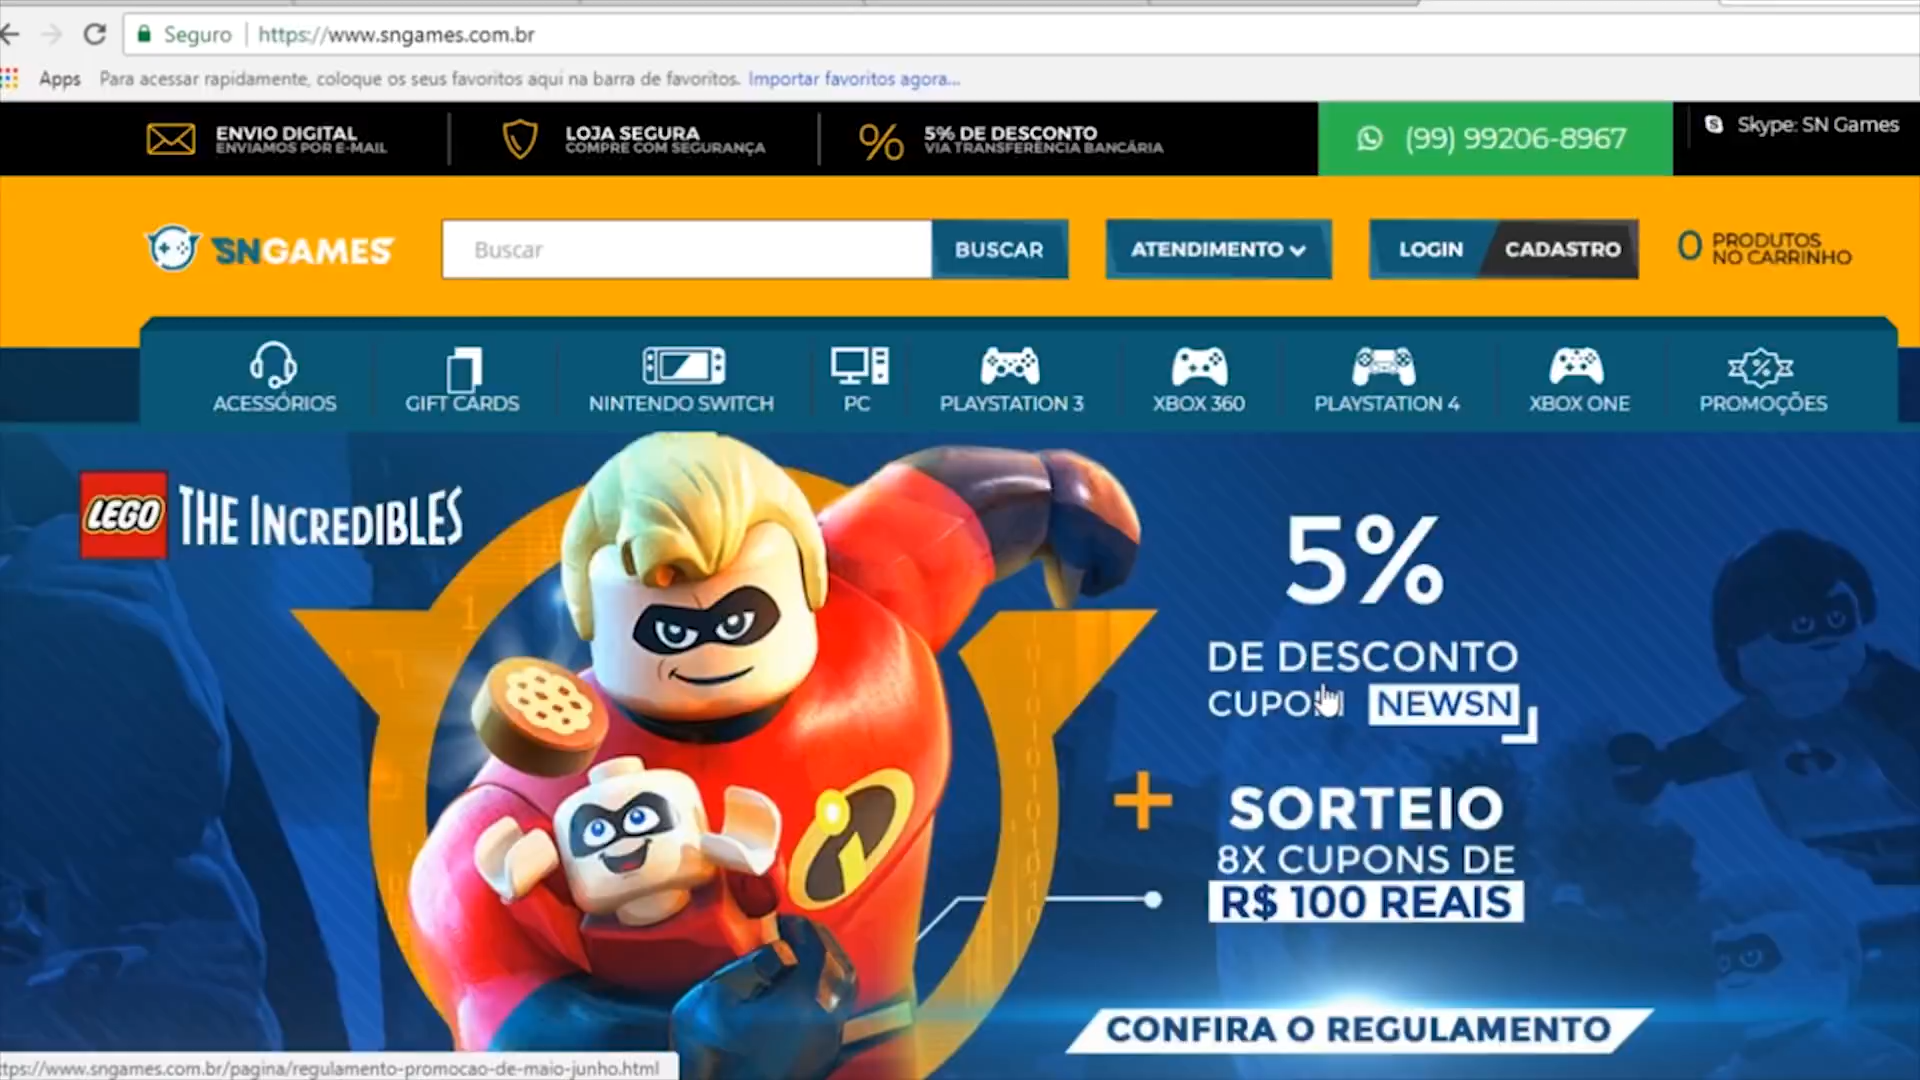 Seguro | https://www.sngames.com.br
Apps Para acessar rapidamente, coloque os seus favoritos aqui na barra de favoritos. Importar favoritos agora...
ENVIO DIGITAL
ENVIAMOS POR E-MAIL
LOJA SEGURA
COMPRE COM SEGURANÇA
5% DE DESCONTO
VIA TRANSFERÊNCIA BANCÁRIA
(99) 99206-8967
Skype: SN Games
SNGAMES
Buscar
BUSCAR
ATENDIMENTO
LOGIN
CADASTRO
0 PRODUTOS
NO CARRINHO
ACESSÓRIOS
GIFT CARDS
NINTENDO SWITCH
PC
PLAYSTATION 3
XBOX 360
PLAYSTATION 4
XBOX ONE
PROMOÇÕES
LEGO THE INCREDIBLES
5%
DE DESCONTO
CUPOM NEWSN
+ SORTEIO
8X CUPONS DE
R$ 100 REAIS
CONFIRA O REGULAMENTO
ttps://www.sngames.com.br/pagina/regulamento-promocao-de-maio-junho.html